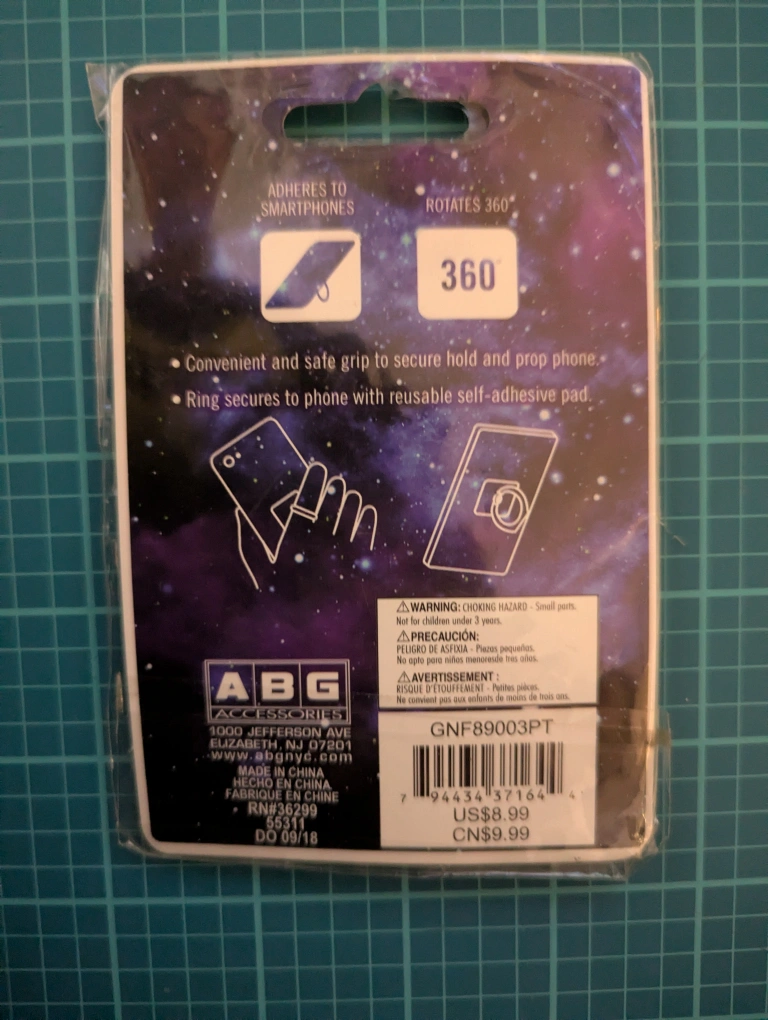 ADHERES TO
SMARTPHONES
ROTATES 360°
360°
• Convenient and safe grip to secure hold and prop phone.
• Ring secures to phone with reusable self-adhesive pad.
⚠WARNING: CHOKING HAZARD - Small parts.
Not for children under 3 years.
⚠PRECAUCIÓN:
PELIGRO DE ASFIXIA - Piezas pequeñas.
No apto para niños menoresde tres años.
⚠AVERTISSEMENT :
RISQUE D'ÉTOUFFEMENT - Petites pièces.
Ne convient pas aux enfants de moins de trois ans.
ABG
ACCESSORIES
1000 JEFFERSON AVE
ELIZABETH, NJ 07201
www.abgnyc.com
MADE IN CHINA
HECHO EN CHINA
FABRIQUE EN CHINE
RN#36299
55311
DO 09/18
GNF89003PT
7 94434 37164 4
US$8.99
CN$9.99